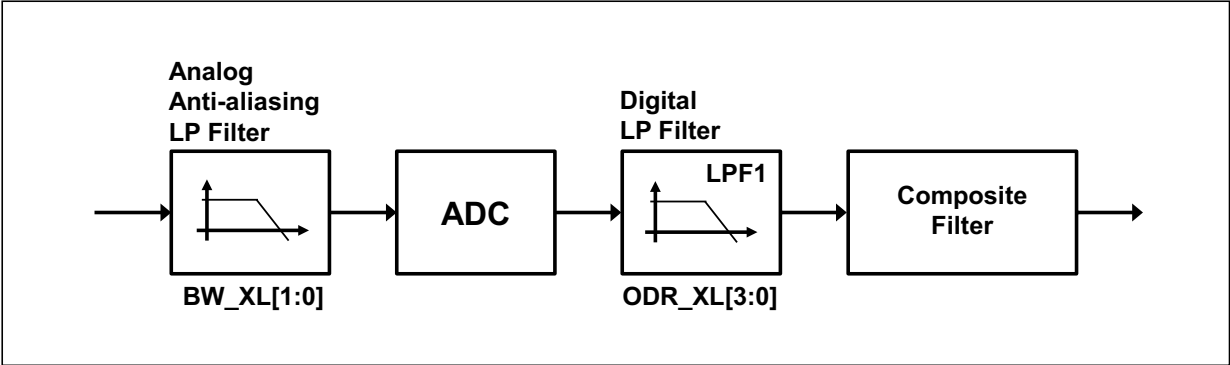 Analog
Anti-aliasing
LP Filter
BW_XL[1:0]
ADC
Digital
LP Filter
LPF1
ODR_XL[3:0]
Composite
Filter